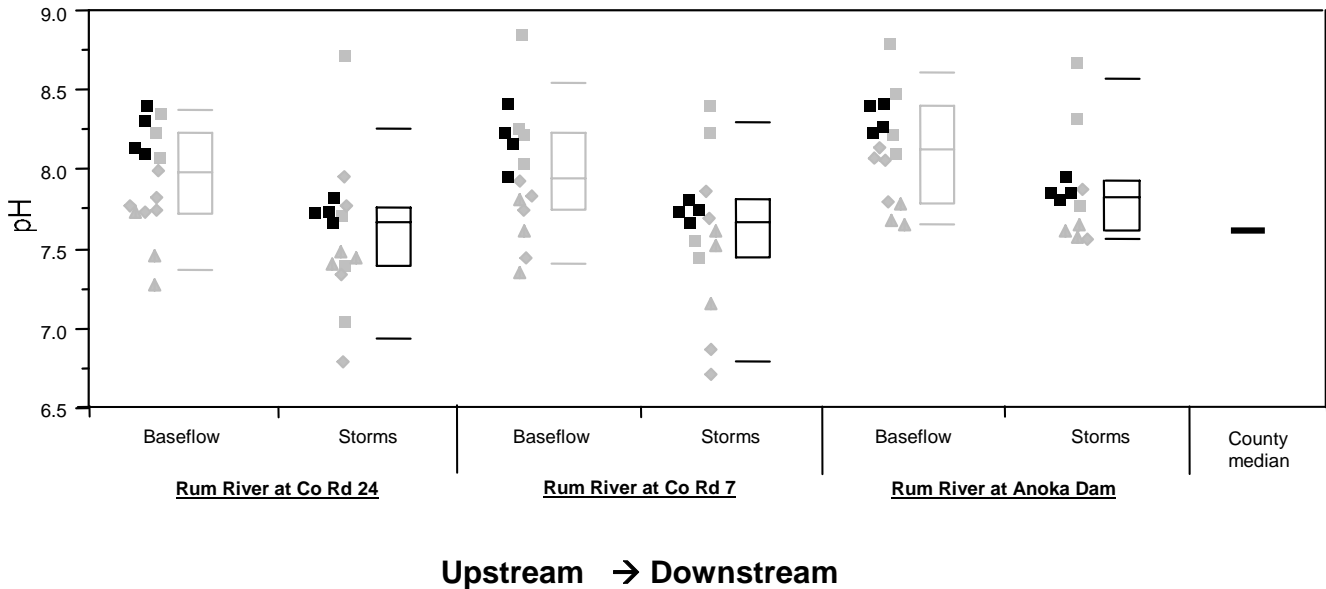 9.0
8.5
8.0
7.5
7.0
6.5
pH
Baseflow Storms Baseflow Storms Baseflow Storms County
median
Rum River at Co Rd 24 Rum River at Co Rd 7 Rum River at Anoka Dam
Upstream → Downstream